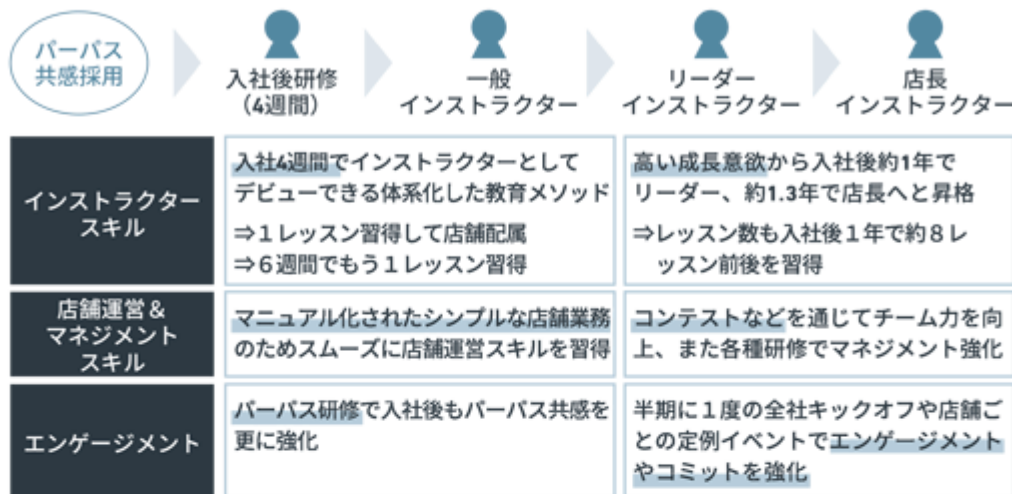 パーパス
共感採用
入社後研修
（4週間）
一般
インストラクター
リーダー
インストラクター
店長
インストラクター
インストラクター
スキル
入社4週間でインストラクターとして
デビューできる体系化した教育メソッド
⇒１レッスン習得して店舗配属
⇒６週間でもう１レッスン習得
高い成長意欲から入社後約1年で
リーダー、約1.3年で店長へと昇格
⇒レッスン数も入社後１年で約８レ
ッスン前後を習得
店舗運営＆
マネジメント
スキル
マニュアル化されたシンプルな店舗業務
のためスムーズに店舗運営スキルを習得
コンテストなどを通じてチーム力を向
上、また各種研修でマネジメント強化
エンゲージメント
パーパス研修で入社後もパーパス共感を
更に強化
半期に１度の全社キックオフや店舗ご
との定例イベントでエンゲージメント
やコミットを強化